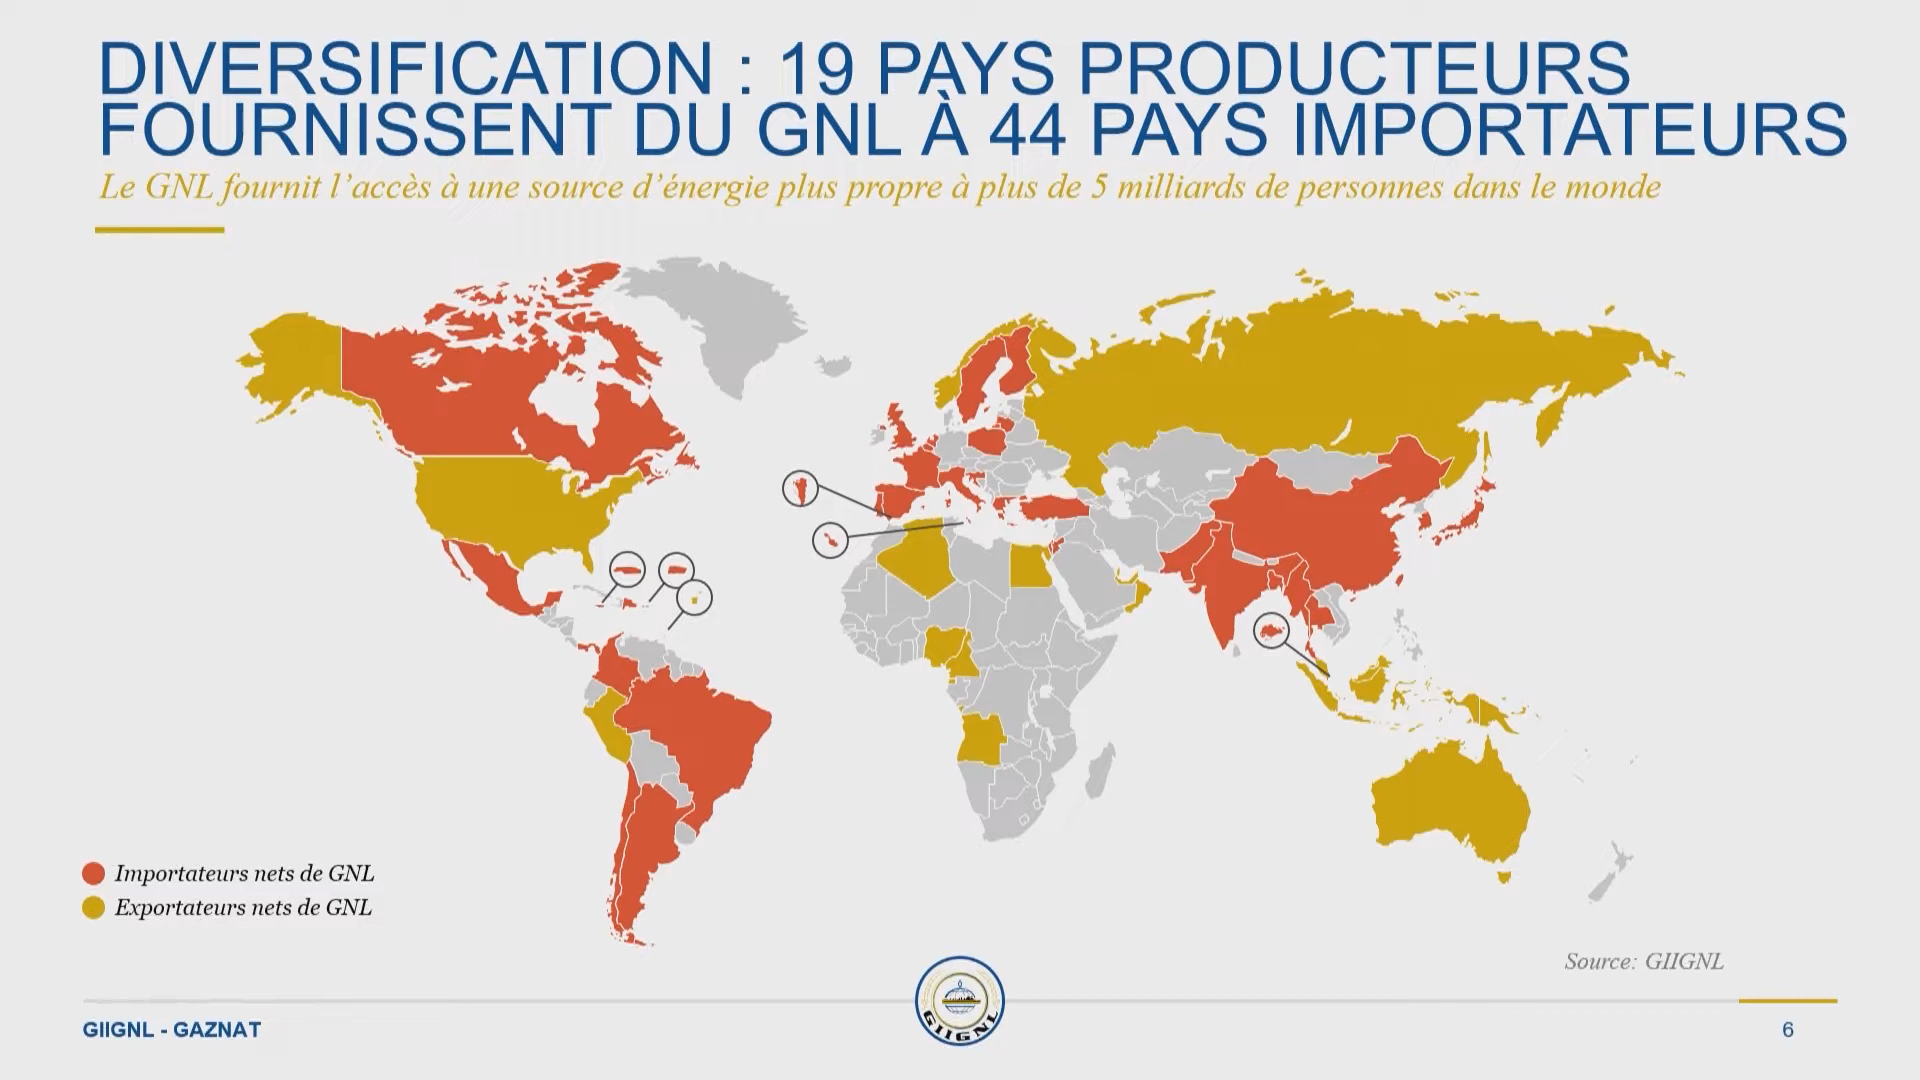 DIVERSIFICATION : 19 PAYS PRODUCTEURS
FOURNISSENT DU GNL À 44 PAYS IMPORTATEURS
Le GNL fournit l’accès à une source d’énergie plus propre à plus de 5 milliards de personnes dans le monde
Importateurs nets de GNL
Exportateurs nets de GNL
Source: GIIGNL
GIIGNL
GIIGNL - GAZNAT
6